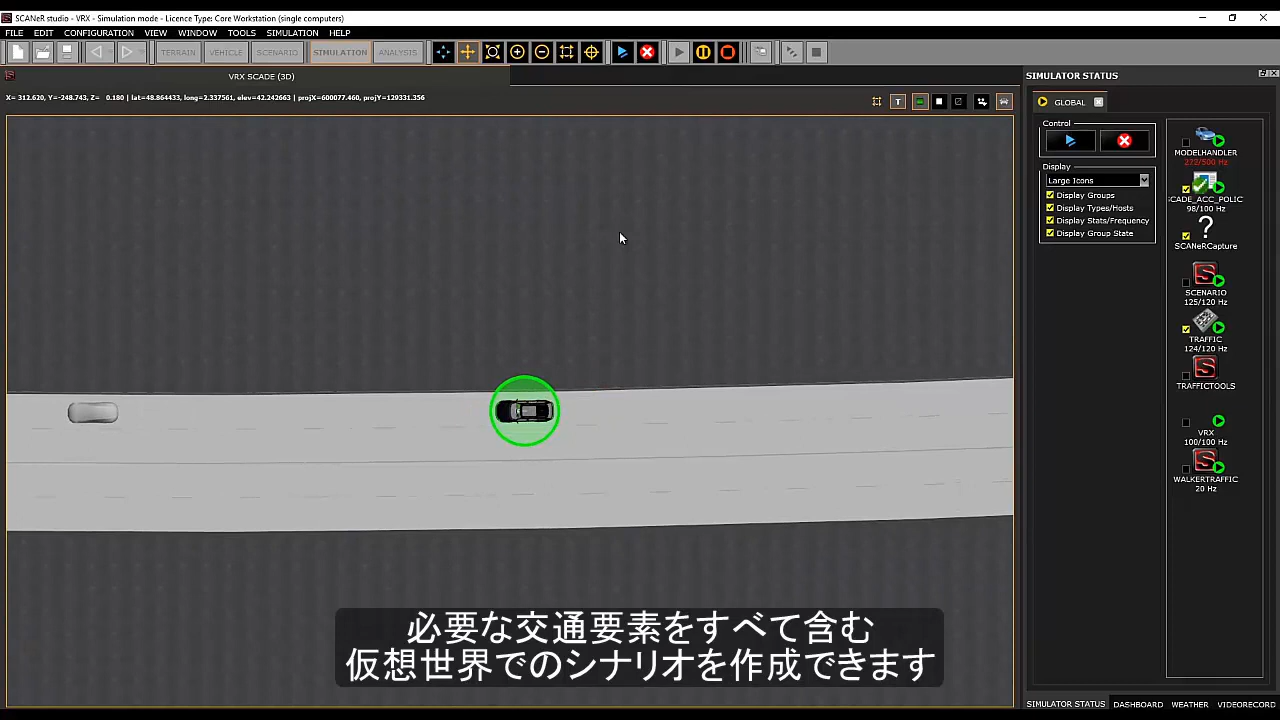 SCANeR studio - VRX - Simulation mode - Licence Type: Core Workstation (single computers)
FILE EDIT CONFIGURATION VIEW WINDOW TOOLS SIMULATION HELP
TERRAIN VEHICLE SCENARIO SIMULATION ANALYSIS
VRX SCADE (3D)
X= 312.620, Y=-248.743, Z= 0.180 | lat=48.864433, long=2.337561, elev=42.242663 | projX=600077.460, projY=129331.356
T
SIMULATOR STATUS
GLOBAL
Control
Display
Large Icons
Display Groups
Display Types/Hosts
Display Stats/Frequency
Display Group State
MODELHANDLER
272/500 Hz
SCADE_ACC_POLIC
98/100 Hz
?
SCANeRCapture
SCENARIO
125/120 Hz
TRAFFIC
124/120 Hz
TRAFFICTOOLS
VRX
100/100 Hz
WALKERTRAFFIC
20 Hz
必要な交通要素をすべて含む
仮想世界でのシナリオを作成できます
SIMULATOR STATUS DASHBOARD WEATHER VIDEORECORD